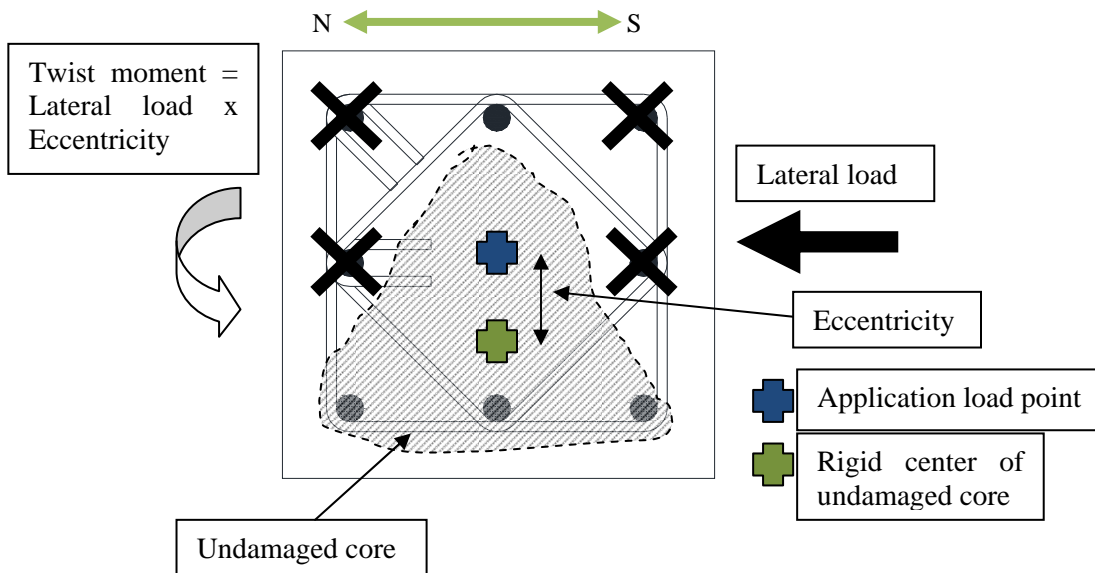 N
S
Twist moment =
Lateral load x
Eccentricity
Lateral load
Eccentricity
Application load point
Rigid center of
undamaged core
Undamaged core